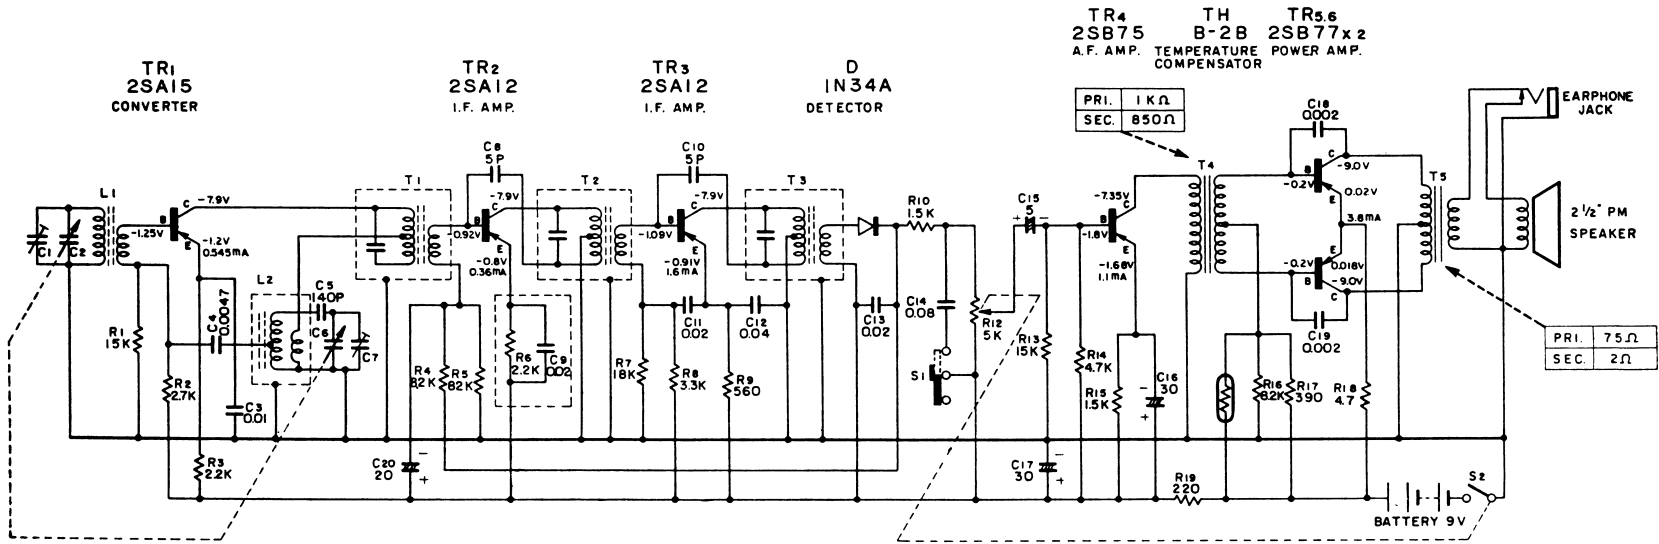 TR1
2SA15
CONVERTER
TR2
2SA12
I.F. AMP.
TR3
2SA12
I.F. AMP.
D
1N34A
DETECTOR
TR4
2SB75
A.F. AMP.
TH
B-2B
TEMPERATURE
COMPENSATOR
TR5.6
2SB77x2
POWER AMP.
PRI. 1KΩ
SEC. 850Ω
C18
0.002
EARPHONE
JACK
C8
5P
C10
5P
L1
T1
T2
T3
T4
T5
C1
C2
B
C
E
-7.9V
-1.25V
-1.2V
0.545mA
B
C
E
-7.9V
-0.92V
-0.8V
0.36mA
B
C
E
-7.9V
-1.09V
-0.91V
1.6mA
R10
1.5K
C15
5
+ -
B
C
E
-7.35V
-1.8V
-1.68V
1.1mA
B
C
E
-9.0V
-0.2V
0.02V
3.8mA
-0.2V
0.018V
-9.0V
E
B
C
2 1/2" PM
SPEAKER
L2
C5
140P
C6
C7
C4
0.0047
R1
15K
R2
2.7K
C3
0.01
R3
2.2K
R4
82K
R5
82K
R6
2.2K
C9
0.02
C11
0.02
C12
0.04
R7
18K
R8
3.3K
R9
560
C13
0.02
C14
0.08
S1
R12
5K
R13
15K
R14
4.7K
R15
1.5K
C16
30
-
+
C19
0.002
R16
8.2K
R17
390
R18
4.7
PRI. 75Ω
SEC. 2Ω
C20
20
-
+
C17
30
-
+
R19
220
S2
BATTERY 9V